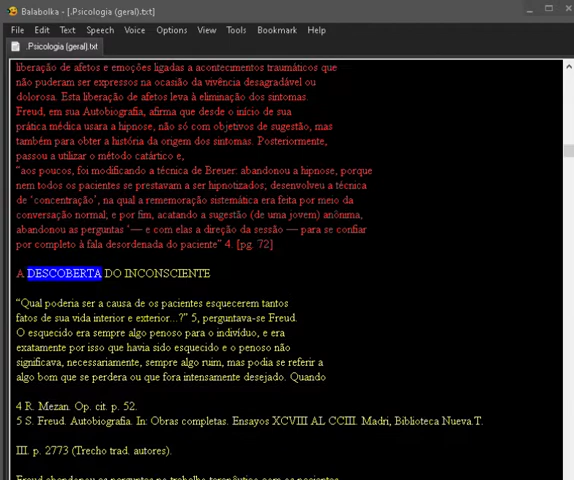 Balabolka - [.Psicologia (geral).txt]
File Edit Text Speech Voice Options View Tools Bookmark Help
.Psicologia (geral).txt
liberação de afetos e emoções ligadas a acontecimentos traumáticos que
não puderam ser expressos na ocasião da vivência desagradável ou
dolorosa. Esta liberação de afetos leva à eliminação dos sintomas.
Freud, em sua Autobiografia, afirma que desde o início de sua
prática médica usara a hipnose, não só com objetivos de sugestão, mas
também para obter a história da origem dos sintomas. Posteriormente,
passou a utilizar o método catártico e,
“aos poucos, foi modificando a técnica de Breuer: abandonou a hipnose, porque
nem todos os pacientes se prestavam a ser hipnotizados; desenvolveu a técnica
de ‘concentração’, na qual a rememoração sistemática era feita por meio da
conversação normal; e por fim, acatando a sugestão (de uma jovem) anônima,
abandonou as perguntas ‘— e com elas a direção da sessão — para se confiar
por completo à fala desordenada do paciente” 4. [pg. 72]
A DESCOBERTA DO INCONSCIENTE
“Qual poderia ser a causa de os pacientes esquecerem tantos
fatos de sua vida interior e exterior...?” 5, perguntava-se Freud.
O esquecido era sempre algo penoso para o indivíduo, e era
exatamente por isso que havia sido esquecido e o penoso não
significava, necessariamente, sempre algo ruim, mas podia se referir a
algo bom que se perdera ou que fora intensamente desejado. Quando
4 R. Mezan. Op. cit. p. 52.
5 S. Freud. Autobiografia. In: Obras completas. Ensayos XCVIII AL CCIII. Madri, Biblioteca Nueva.T.
III. p. 2773 (Trecho trad. autores).
Freud abandonou as perguntas no trabalho terapêutico com os pacientes